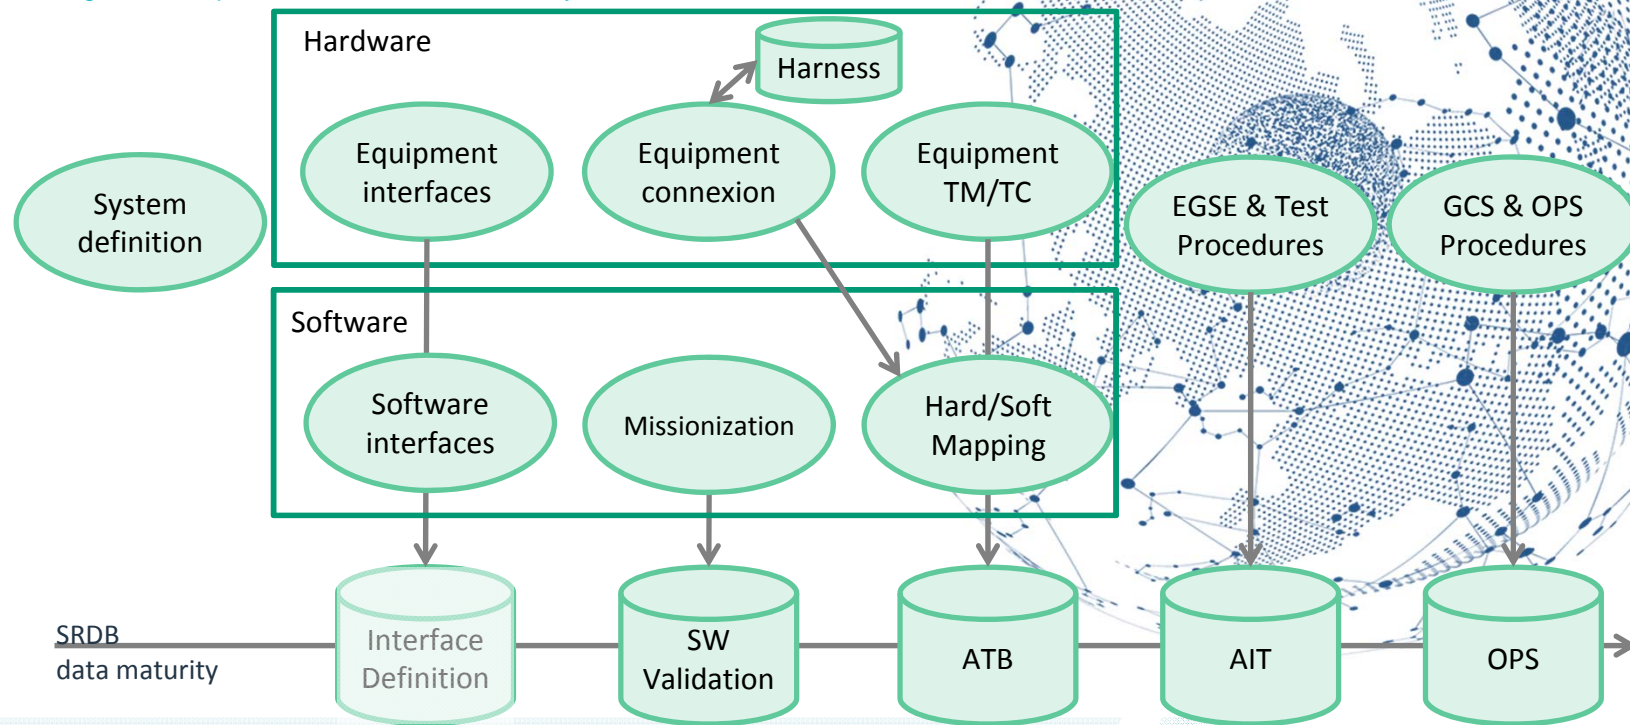 Hardware
Harness
Equipment
interfaces
Equipment
connexion
Equipment
TM/TC
System
definition
EGSE & Test
Procedures
GCS & OPS
Procedures
Software
Software
interfaces
Missionization
Hard/Soft
Mapping
SRDB
data maturity
Interface
Definition
SW
Validation
ATB
AIT
OPS